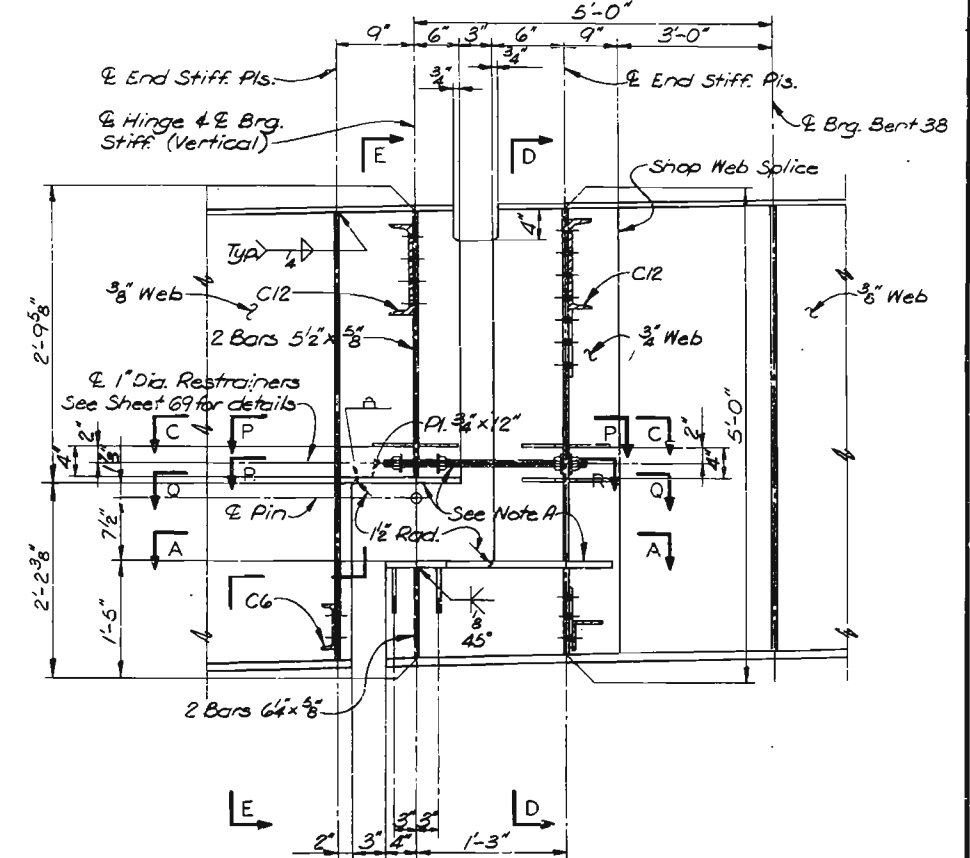 5'-0"
9" 6" 3" 6" 9" 3'-0"
3/4" 3/4"
℄ End Stiff. Pls.
℄ End Stiff. Pls.
℄ Hinge & ℄ Brg.
Stiff. (Vertical)
℄ Brg. Bent 38
E D
Shop Web Splice
4"
Typ. 1/4
C12
3/8" Web C12
3/8" Web
2 Bars 5 1/2" x 5/8"
3/4" Web
2'-9 5/8"
℄ 1" Dia. Restrainers
See Sheet 69 for details
Pl. 3/4" x 12"
5'-0"
C P P C
2" 4" 2" 4"
Q R R Q
℄ Pin
See Note A
1 1/2" Rad.
7 1/2"
A A
2'-2 3/8"
1'-5"
C6
1/8
45°
2 Bars 6 1/4" x 5/8"
E D
3" 3"
2" 3" 4" 1'-3"